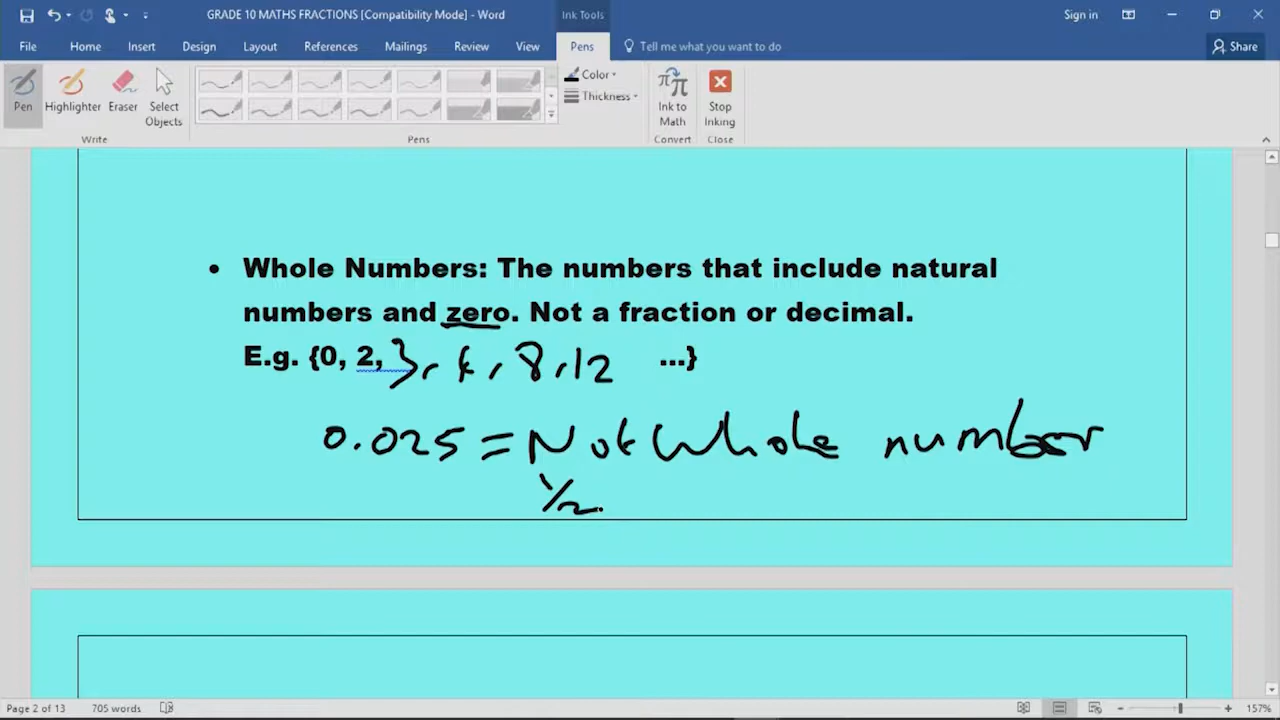 GRADE 10 MATHS FRACTIONS [Compatibility Mode] - Word
Ink Tools
Sign in
File Home Insert Design Layout References Mailings Review View Pens Tell me what you want to do Share
Pen Highlighter Eraser Select Objects
Color
Thickness
Ink to Math
Stop Inking
Write Pens Convert Close
• Whole Numbers: The numbers that include natural
numbers and zero. Not a fraction or decimal.
E.g. {0, 2, 3, 6, 8, 12 ...}
0.025 = Not Whole number
1/2
Page 2 of 13 705 words 157%